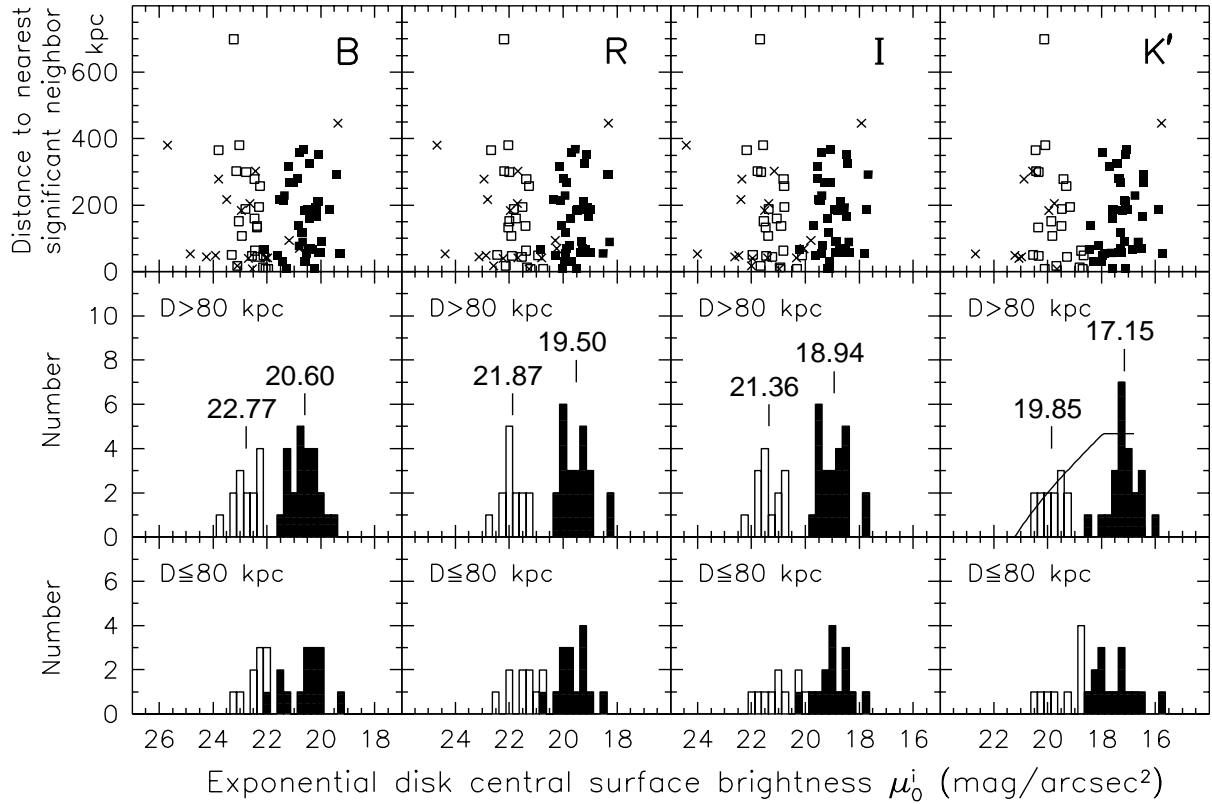 Distance to nearest
significant neighbor
kpc
600
400
200
0
B
R
I
K′
Number
10
8
6
4
2
0
D>80 kpc
22.77
20.60
D>80 kpc
21.87
19.50
D>80 kpc
21.36
18.94
D>80 kpc
19.85
17.15
Number
6
4
2
0
D≦80 kpc
D≦80 kpc
D≦80 kpc
D≦80 kpc
26 24 22 20 18
24 22 20 18
24 22 20 18
22 20 18 16
Exponential disk central surface brightness μ₀ⁱ (mag/arcsec²)